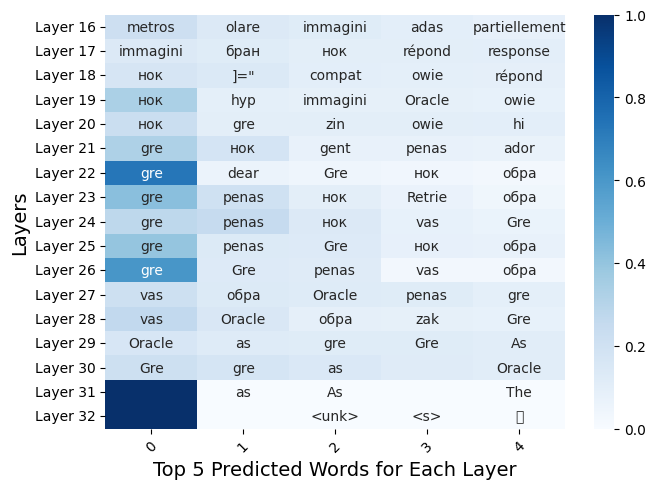 Layer 16 metros olare immagini adas partiellement 1.0
Layer 17 immagini бран нок répond response
Layer 18 нок ]=" compat owie répond
Layer 19 нок hyp immagini Oracle owie 0.8
Layer 20 нок gre zin owie hi
Layer 21 gre нок gent penas ador
Layer 22 gre dear Gre нок обра
Layer 23 gre penas нок Retrie обра 0.6
Layer 24 gre penas нок vas Gre
Layer 25 gre penas Gre нок обра
Layer 26 gre Gre penas vas обра 0.4
Layer 27 vas обра Oracle penas gre
Layer 28 vas Oracle обра zak Gre
Layer 29 Oracle as gre Gre As 0.2
Layer 30 Gre gre as Oracle
Layer 31 as As The
Layer 32 <unk> <s> 0.0
0 1 2 3 4
Top 5 Predicted Words for Each Layer
Layers